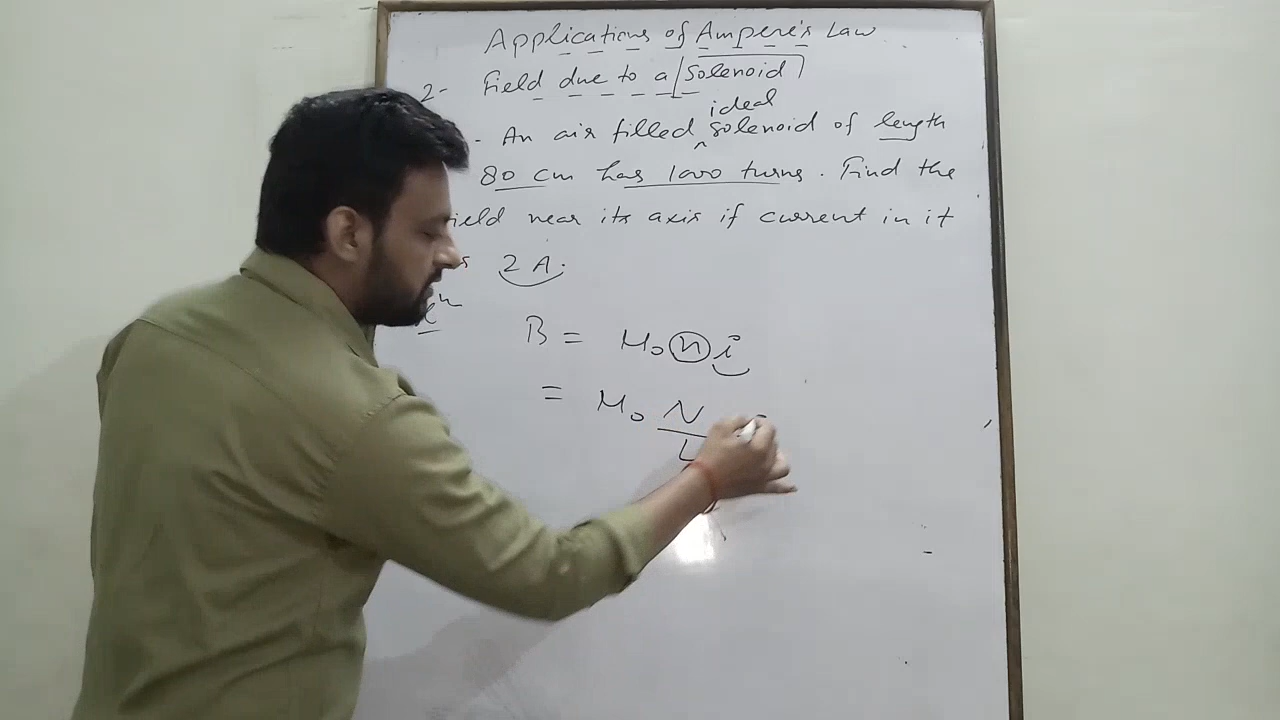 Applications of Ampere's Law
2- Field due to a Solenoid
ideal
- An air filled ^ solenoid of length
80 cm has 1000 turns. Find the
field near its axis if current in it
2 A.
B = μ₀ n i
= μ₀ N
L